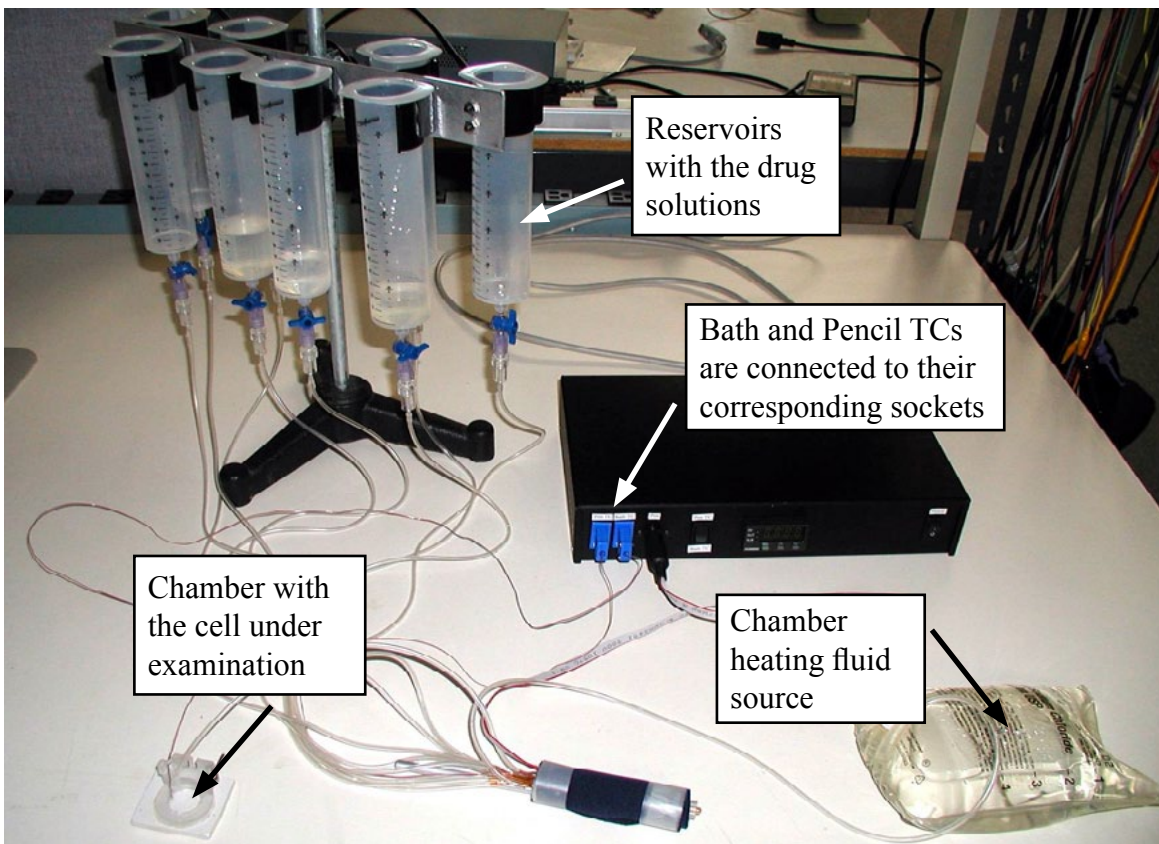 Reservoirs
with the drug
solutions
Bath and Pencil TCs
are connected to their
corresponding sockets
Chamber with
the cell under
examination
Chamber
heating fluid
source